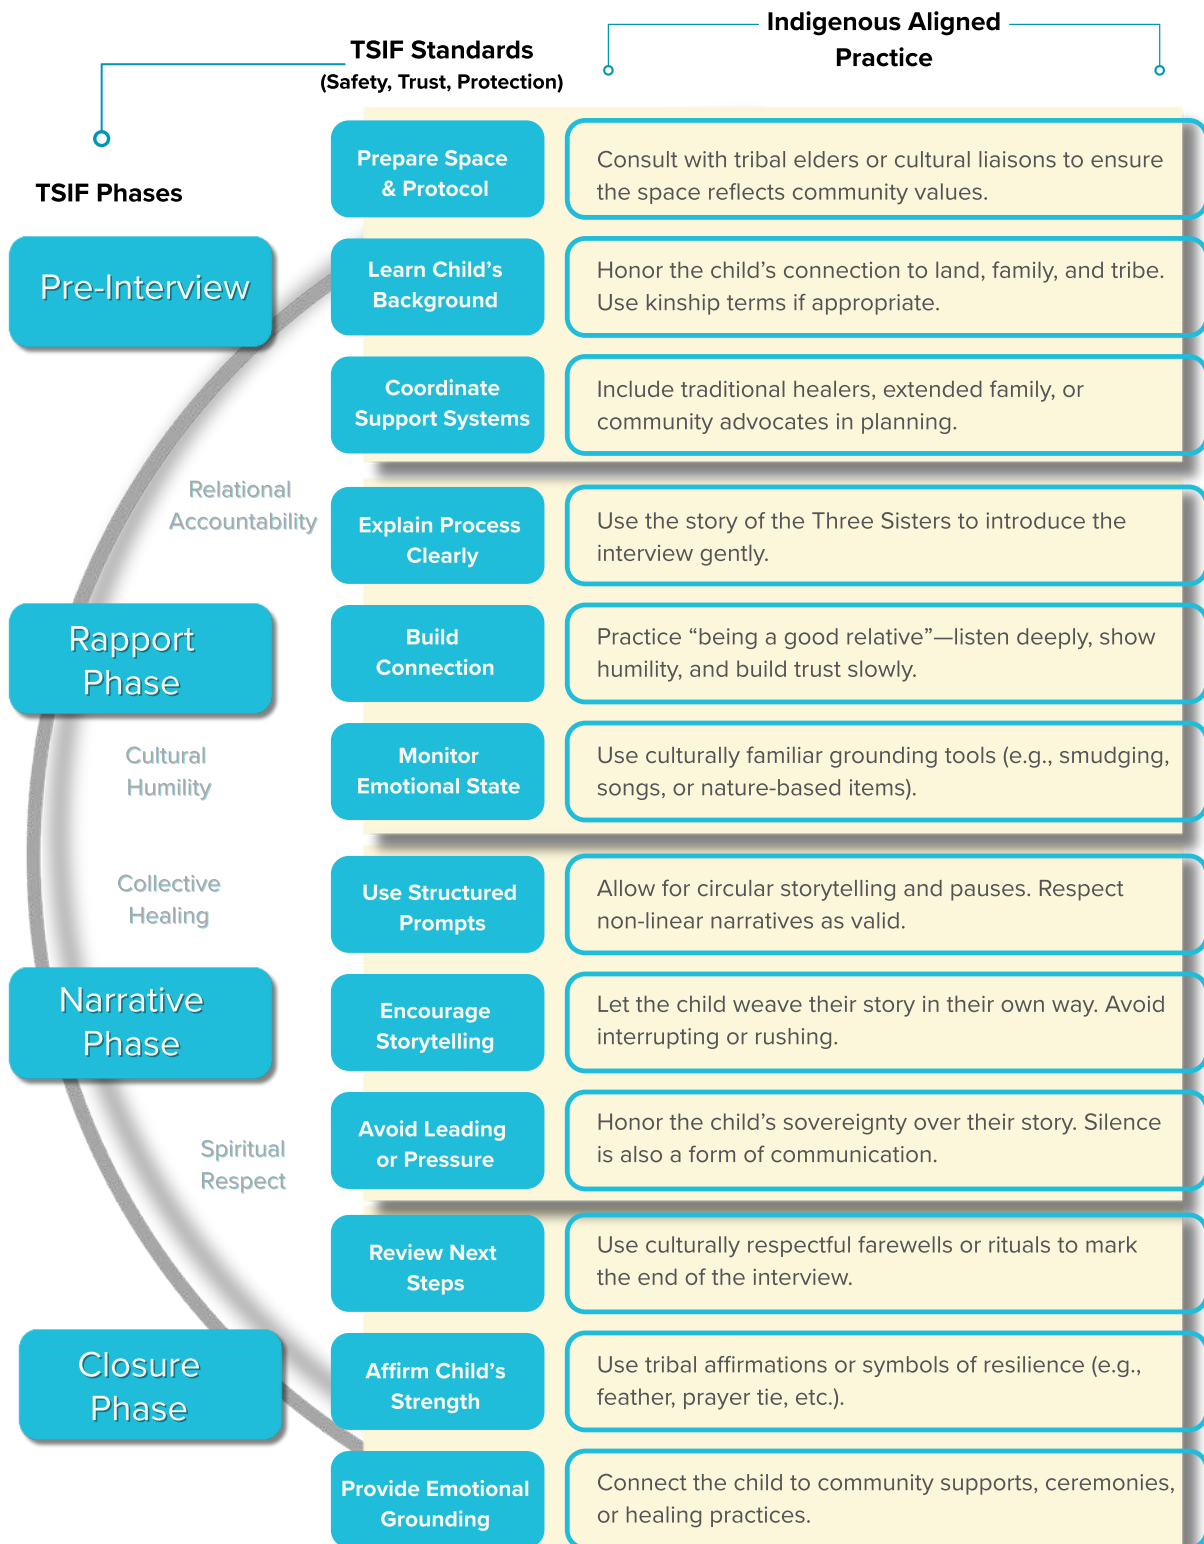 Indigenous Aligned
Practice
TSIF Standards
(Safety, Trust, Protection)
TSIF Phases
Pre-Interview
Prepare Space
& Protocol
Consult with tribal elders or cultural liaisons to ensure
the space reflects community values.
Learn Child’s
Background
Honor the child’s connection to land, family, and tribe.
Use kinship terms if appropriate.
Coordinate
Support Systems
Include traditional healers, extended family, or
community advocates in planning.
Relational
Accountability
Rapport
Phase
Explain Process
Clearly
Use the story of the Three Sisters to introduce the
interview gently.
Build
Connection
Practice “being a good relative”—listen deeply, show
humility, and build trust slowly.
Monitor
Emotional State
Use culturally familiar grounding tools (e.g., smudging,
songs, or nature-based items).
Cultural
Humility
Collective
Healing
Narrative
Phase
Use Structured
Prompts
Allow for circular storytelling and pauses. Respect
non-linear narratives as valid.
Encourage
Storytelling
Let the child weave their story in their own way. Avoid
interrupting or rushing.
Avoid Leading
or Pressure
Honor the child’s sovereignty over their story. Silence
is also a form of communication.
Spiritual
Respect
Closure
Phase
Review Next
Steps
Use culturally respectful farewells or rituals to mark
the end of the interview.
Affirm Child’s
Strength
Use tribal affirmations or symbols of resilience (e.g.,
feather, prayer tie, etc.).
Provide Emotional
Grounding
Connect the child to community supports, ceremonies,
or healing practices.